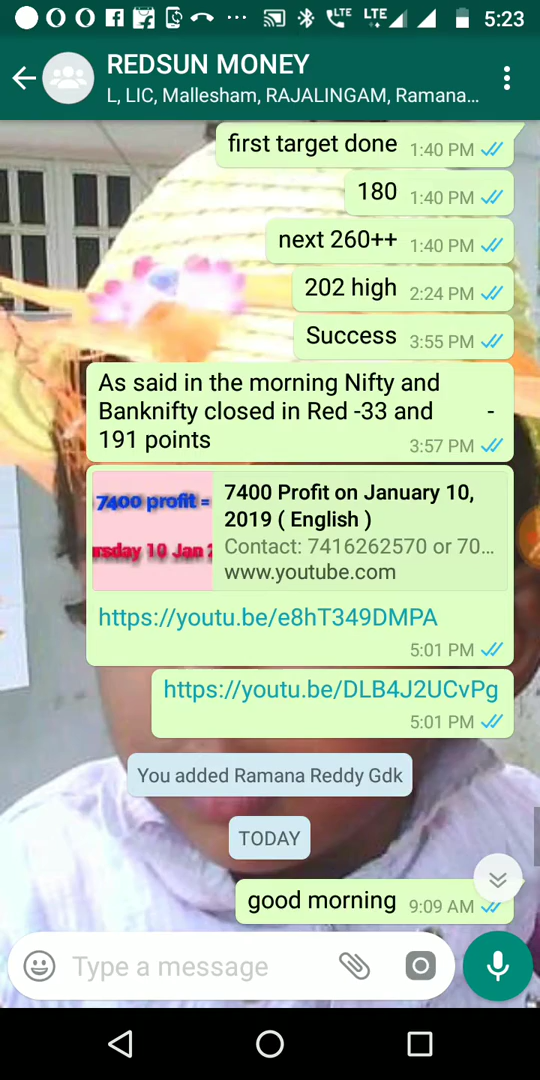 5:23
REDSUN MONEY
L, LIC, Mallesham, RAJALINGAM, Ramana...
first target done 1:40 PM
180 1:40 PM
next 260++ 1:40 PM
202 high 2:24 PM
Success 3:55 PM
As said in the morning Nifty and
Banknifty closed in Red -33 and -
191 points 3:57 PM
7400 profit =
rsday 10 Jan 2
7400 Profit on January 10,
2019 ( English )
Contact: 7416262570 or 70...
www.youtube.com
https://youtu.be/e8hT349DMPA
5:01 PM
https://youtu.be/DLB4J2UCvPg
5:01 PM
You added Ramana Reddy Gdk
TODAY
good morning 9:09 AM
Type a message